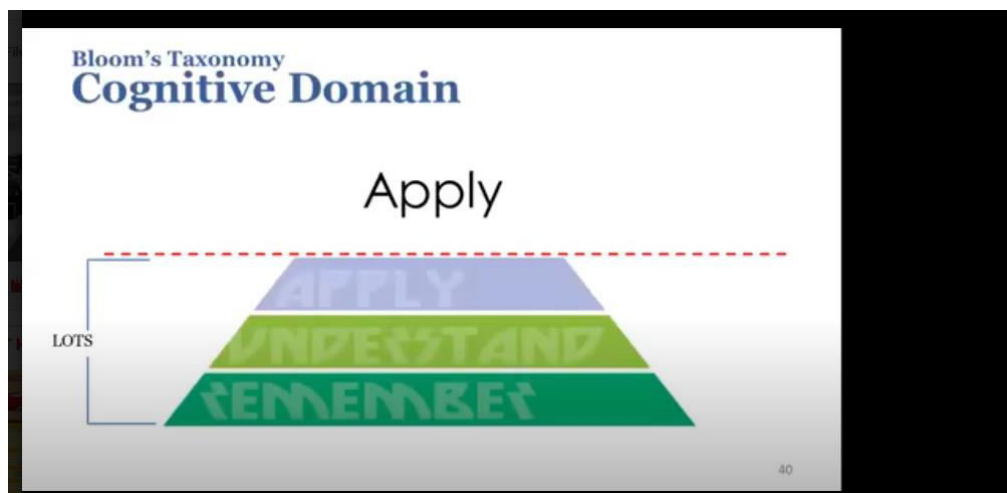 Bloom's Taxonomy
Cognitive Domain
Apply
APPLY
LOTS
UNDERSTAND
REMEMBER
40